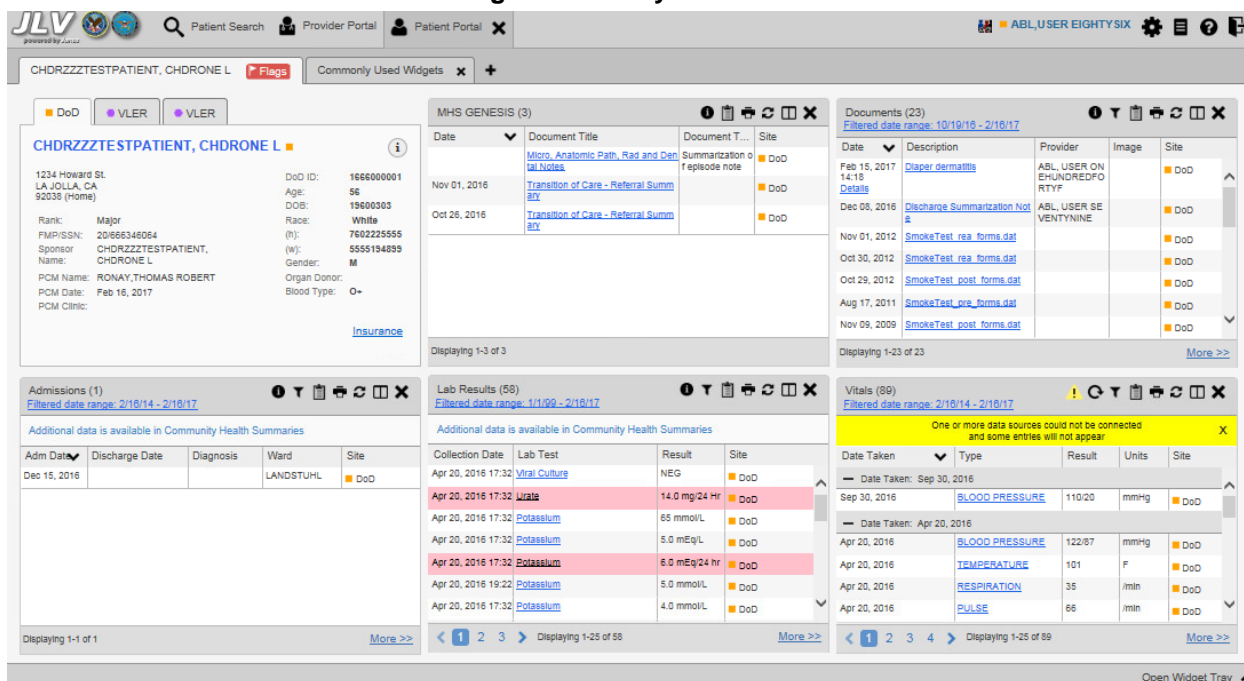 JLV
powered by Janus
Patient Search
Provider Portal
Patient Portal
ABL,USER EIGHTYSIX
CHDRZZZTESTPATIENT, CHDRONE L
Flags
Commonly Used Widgets
DoD
VLER
VLER
CHDRZZZTESTPATIENT, CHDRONE L
1234 Howard St.
LA JOLLA, CA
92038 (Home)
DoD ID: 1666000001
Age: 56
DOB: 19600303
Rank: Major
Race: White
FMP/SSN: 20/666346064
(h): 7602225555
Sponsor Name: CHDRZZZTESTPATIENT, CHDRONE L
(w): 5555194899
Gender: M
PCM Name: RONAY,THOMAS ROBERT
Organ Donor:
PCM Date: Feb 16, 2017
Blood Type: O+
PCM Clinic:
Insurance
MHS GENESIS (3)
Date Document Title Document T... Site
Micro, Anatomic Path, Rad and Den
tal Notes
Summarization o
f episode note
DoD
Nov 01, 2016 Transition of Care - Referral Summ
ary
DoD
Oct 26, 2016 Transition of Care - Referral Summ
ary
DoD
Displaying 1-3 of 3
Documents (23)
Filtered date range: 10/19/16 - 2/16/17
Date Description Provider Image Site
Feb 15, 2017
14:18
Details
Diaper dermatitis
ABL, USER ON
EHUNDREDFO
RTYF
DoD
Dec 08, 2016
Discharge Summarization Not
e
ABL, USER SE
VENTYNINE
DoD
Nov 01, 2012 SmokeTest_rea_forms.dat DoD
Oct 30, 2012 SmokeTest_rea_forms.dat DoD
Oct 29, 2012 SmokeTest_post_forms.dat DoD
Aug 17, 2011 SmokeTest_pre_forms.dat DoD
Nov 09, 2009 SmokeTest_post_forms.dat DoD
Displaying 1-23 of 23
More >>
Admissions (1)
Filtered date range: 2/16/14 - 2/16/17
Additional data is available in Community Health Summaries
Adm Date Discharge Date Diagnosis Ward Site
Dec 15, 2016 LANDSTUHL DoD
Displaying 1-1 of 1
More >>
Lab Results (58)
Filtered date range: 1/1/99 - 2/16/17
Additional data is available in Community Health Summaries
Collection Date Lab Test Result Site
Apr 20, 2016 17:32 Viral Culture NEG DoD
Apr 20, 2016 17:32 Urate 14.0 mg/24 Hr DoD
Apr 20, 2016 17:32 Potassium 65 mmol/L DoD
Apr 20, 2016 17:32 Potassium 5.0 mEq/L DoD
Apr 20, 2016 17:32 Potassium 6.0 mEq/24 hr DoD
Apr 20, 2016 19:22 Potassium 5.0 mmol/L DoD
Apr 20, 2016 17:32 Potassium 4.0 mmol/L DoD
1 2 3 Displaying 1-25 of 58
More >>
Vitals (89)
Filtered date range: 2/16/14 - 2/16/17
One or more data sources could not be connected
and some entries will not appear
X
Date Taken Type Result Units Site
Date Taken: Sep 30, 2016
Sep 30, 2016 BLOOD PRESSURE 110/20 mmHg DoD
Date Taken: Apr 20, 2016
Apr 20, 2016 BLOOD PRESSURE 122/87 mmHg DoD
Apr 20, 2016 TEMPERATURE 101 F DoD
Apr 20, 2016 RESPIRATION 35 /min DoD
Apr 20, 2016 PULSE 66 /min DoD
1 2 3 4 Displaying 1-25 of 89
More >>
Open Widget Tray